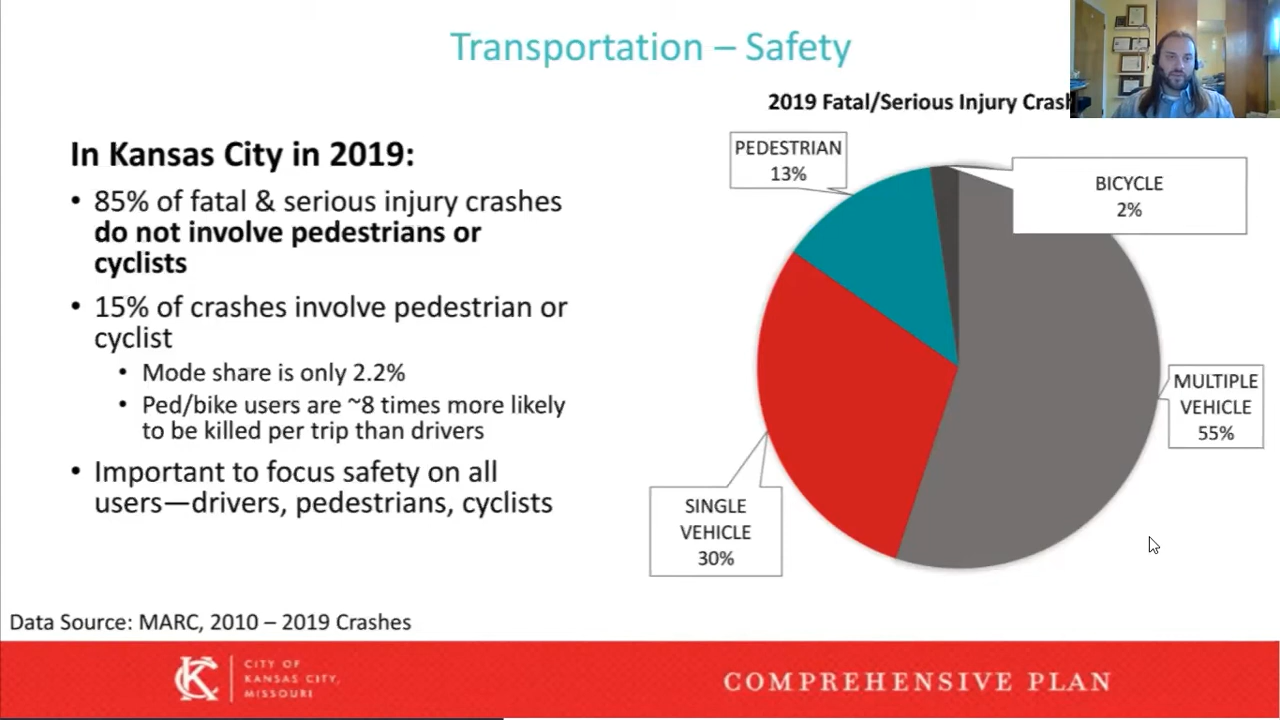 Transportation – Safety
2019 Fatal/Serious Injury
In Kansas City in 2019:
• 85% of fatal & serious injury crashes
do not involve pedestrians or
cyclists
• 15% of crashes involve pedestrian or
cyclist
• Mode share is only 2.2%
• Ped/bike users are ~8 times more likely
to be killed per trip than drivers
• Important to focus safety on all
users—drivers, pedestrians, cyclists
PEDESTRIAN
13%
BICYCLE
2%
MULTIPLE
VEHICLE
55%
SINGLE
VEHICLE
30%
Data Source: MARC, 2010 – 2019 Crashes
KC
CITY OF
KANSAS CITY,
MISSOURI
COMPREHENSIVE PLAN